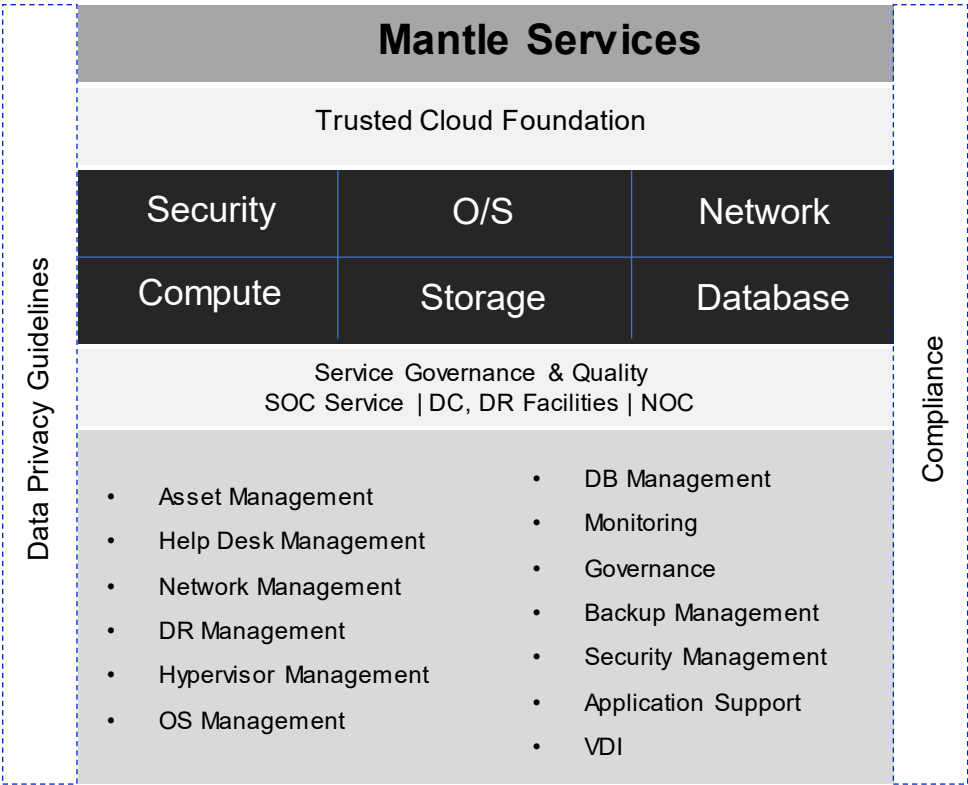 Mantle Services
Trusted Cloud Foundation
Security
O/S
Network
Compute
Storage
Database
Service Governance & Quality
SOC Service | DC, DR Facilities | NOC
• Asset Management
• Help Desk Management
• Network Management
• DR Management
• Hypervisor Management
• OS Management
• DB Management
• Monitoring
• Governance
• Backup Management
• Security Management
• Application Support
• VDI
Data Privacy Guidelines
Compliance